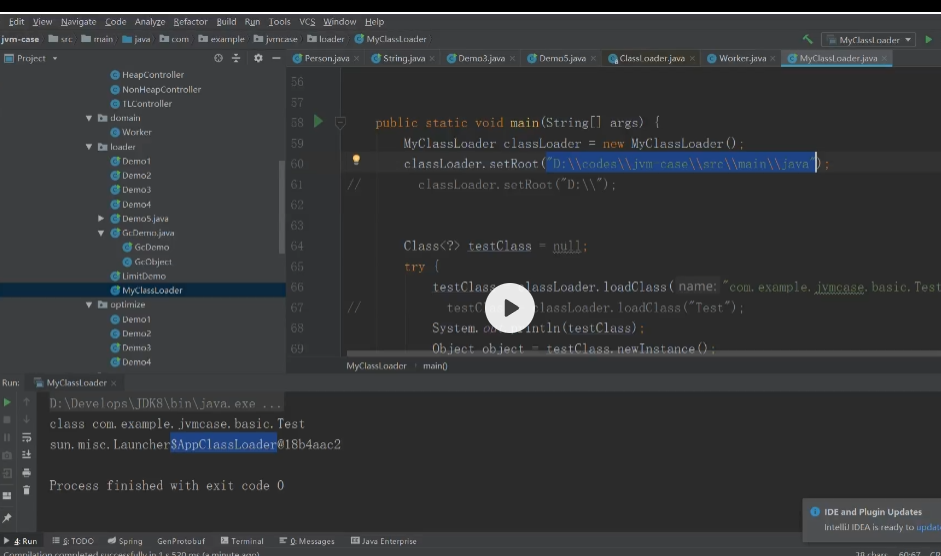 File Edit View Navigate Code Analyze Refactor Build Run Tools VCS Window Help
jvm-case src main java com example jvmcase loader MyClassLoader
MyClassLoader
Project
Person.java × String.java × Demo3.java × Demo5.java × ClassLoader.java × Worker.java × MyClassLoader.java ×
HeapController
NonHeapController
TLController
domain
Worker
loader
Demo1
Demo2
Demo3
Demo4
Demo5.java
GcDemo.java
GcDemo
GcObject
LimitDemo
MyClassLoader
optimize
Demo1
Demo2
Demo3
Demo4
56
57
58 public static void main(String[] args) {
59 MyClassLoader classLoader = new MyClassLoader();
60 classLoader.setRoot("D:\\codes\\jvm-case\\src\\main\\java");
61 // classLoader.setRoot("D:\\");
62
63
64 Class<?> testClass = null;
65 try {
66 classLoader.loadClass( name: "com.example.jvmcase.basic.Test
67 // classLoader.loadClass("Test");
68 System. (testClass);
69 Object object = testClass.newInstance();
MyClassLoader › main()
Run: MyClassLoader ×
D:\Develops\JDK8\bin\java.exe ...
class com.example.jvmcase.basic.Test
sun.misc.Launcher$AppClassLoader@18b4aac2
Process finished with exit code 0
IDE and Plugin Updates
IntelliJ IDEA is ready to update
4: Run 6: TODO Spring GenProtobuf Terminal 0: Messages Java Enterprise
Compilation completed successfully in 1 s 520 ms (a minute ago)
38 chars 60:67